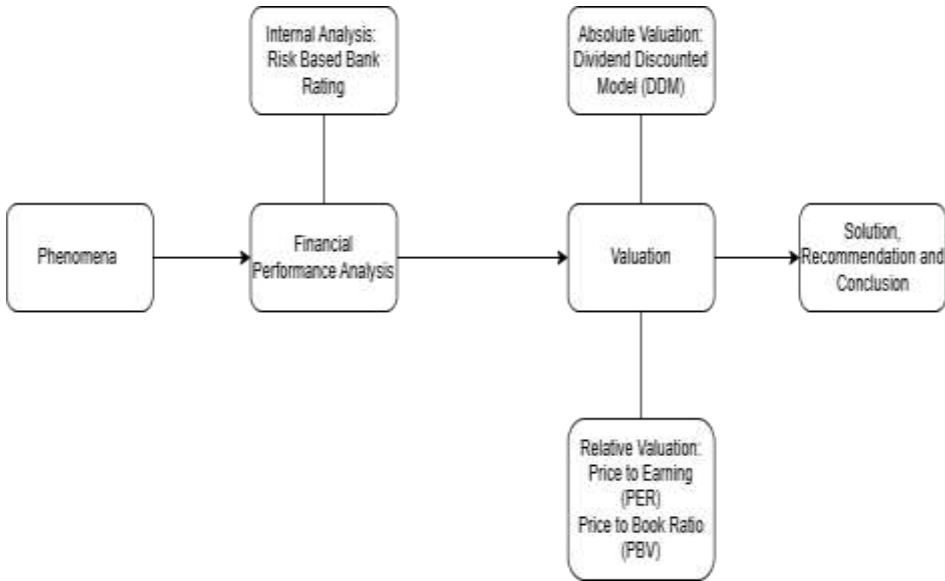 Internal Analysis:
Risk Based Bank
Rating
Absolute Valuation:
Dividend Discounted
Model (DDM)
Phenomena
Financial
Performance Analysis
Valuation
Solution,
Recommendation and
Conclusion
Relative Valuation:
Price to Earning
(PER)
Price to Book Ratio
(PBV)